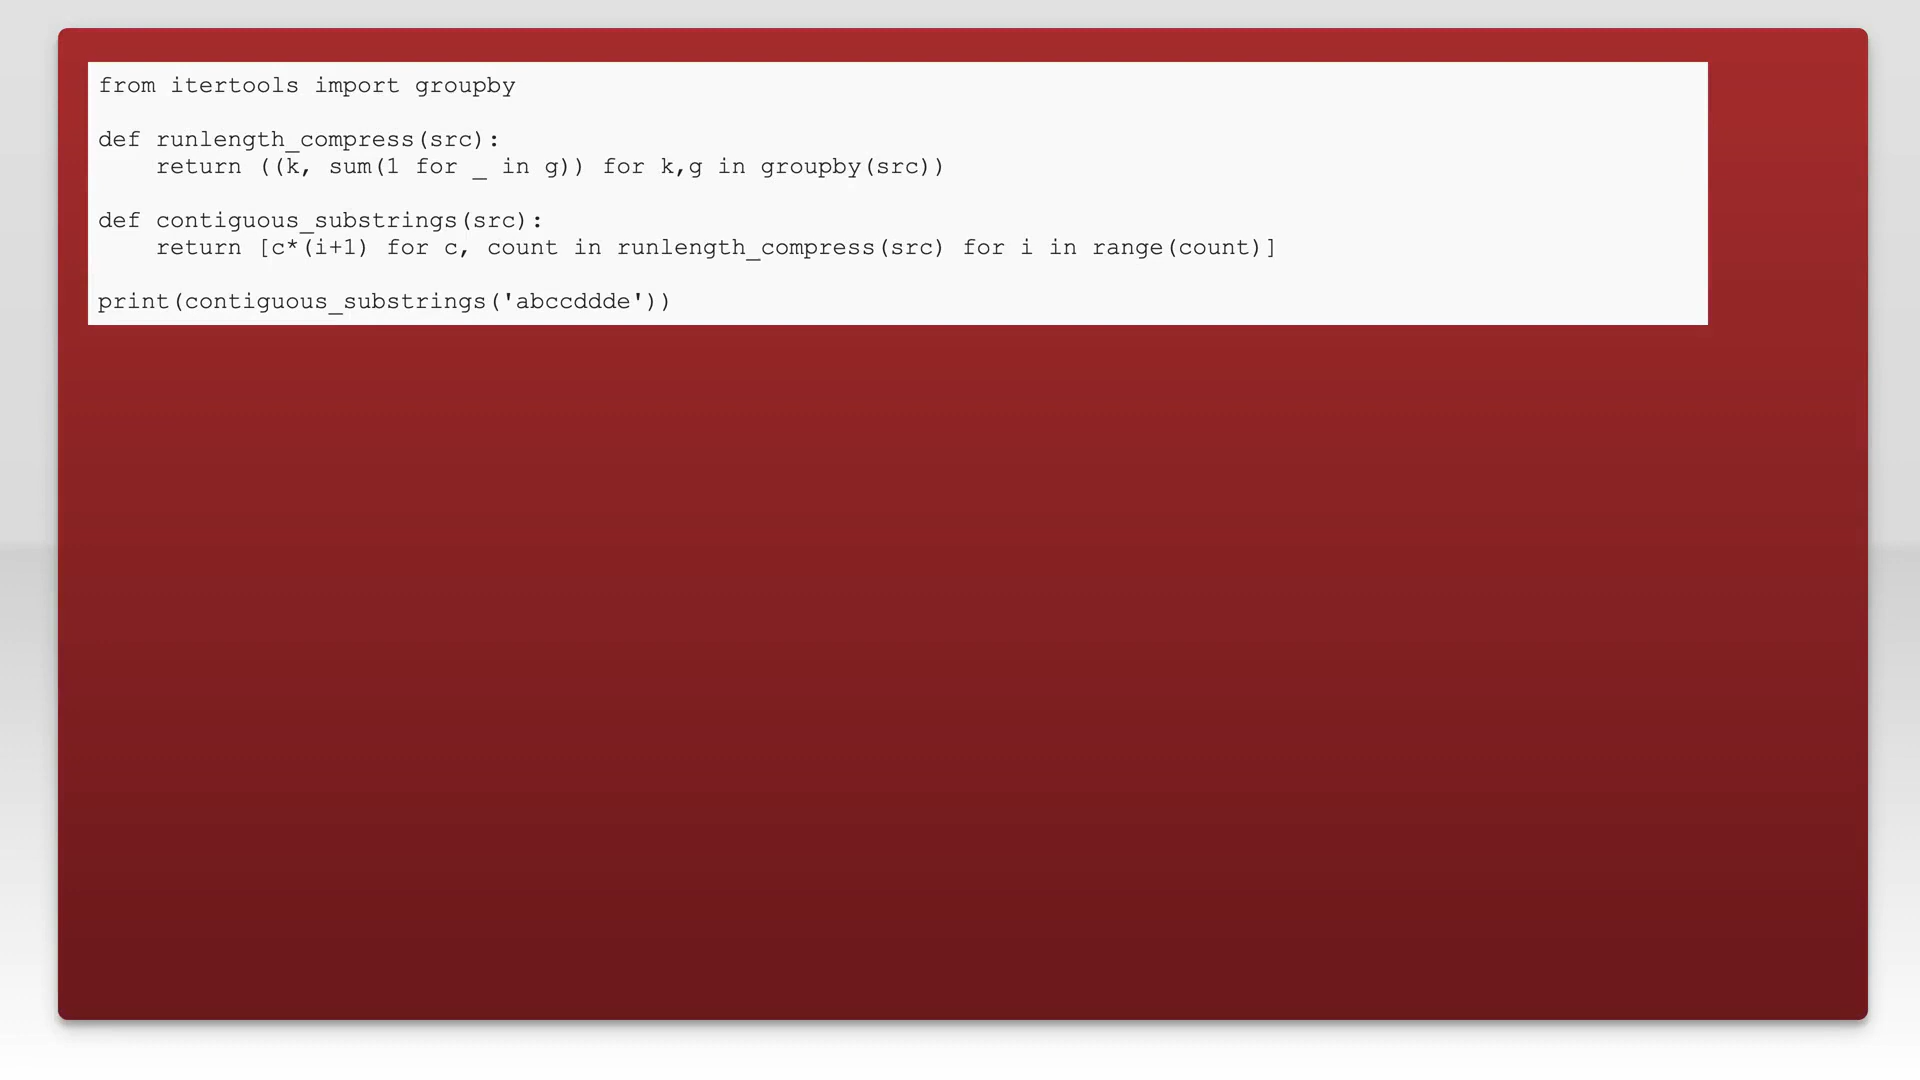 from itertools import groupby
def runlength_compress(src):
    return ((k, sum(1 for _ in g)) for k,g in groupby(src))
def contiguous_substrings(src):
    return [c*(i+1) for c, count in runlength_compress(src) for i in range(count)]
print(contiguous_substrings('abccddde'))